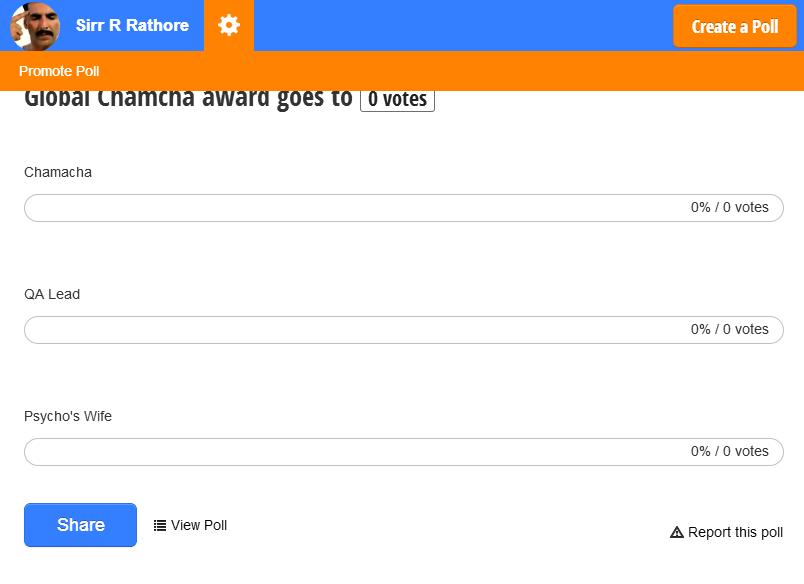 Sirr R Rathore
Create a Poll
Promote Poll
Global Chamcha award goes to 0 votes
Chamacha
0% / 0 votes
QA Lead
0% / 0 votes
Psycho's Wife
0% / 0 votes
Share
View Poll
Report this poll